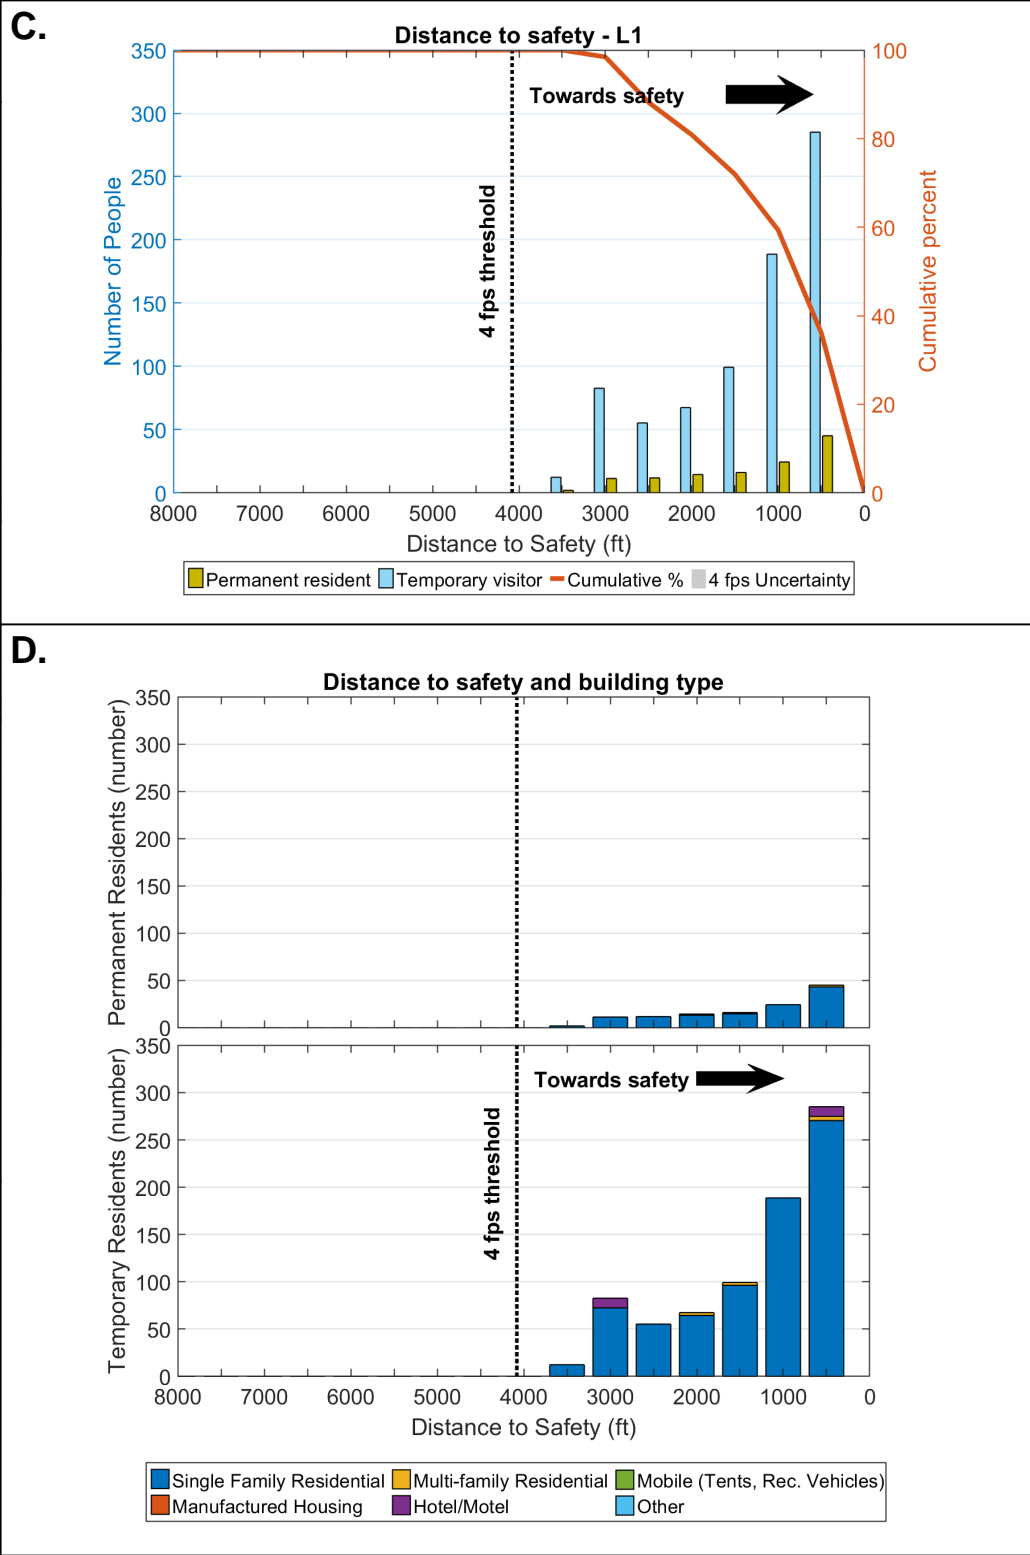 C.
Distance to safety - L1
350
300
250
200
150
100
50
0
Number of People
100
80
60
40
20
0
Cumulative percent
Towards safety
4 fps threshold
8000 7000 6000 5000 4000 3000 2000 1000 0
Distance to Safety (ft)
Permanent resident Temporary visitor Cumulative % 4 fps Uncertainty
D.
Distance to safety and building type
350
300
250
200
150
100
50
0
Permanent Residents (number)
350
300
250
200
150
100
50
0
Temporary Residents (number)
Towards safety
4 fps threshold
8000 7000 6000 5000 4000 3000 2000 1000 0
Distance to Safety (ft)
Single Family Residential Multi-family Residential Mobile (Tents, Rec. Vehicles)
Manufactured Housing Hotel/Motel Other